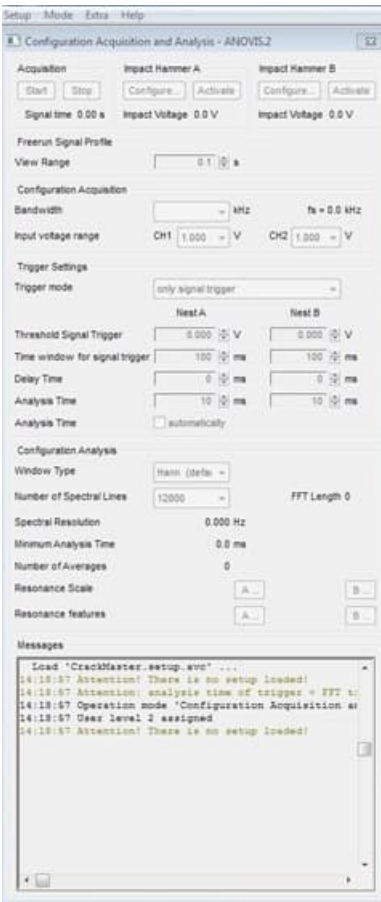 Setup Mode Extra Help
Configuration Acquisition and Analysis - ANOVIS.2
Acquisition Impact Hammer A Impact Hammer B
Start Stop Configure... Activate Configure... Activate
Signal time 0.00 s Impact Voltage 0.0 V Impact Voltage 0.0 V
Freerun Signal Profile
View Range 0.1 s
Configuration Acquisition
Bandwidth kHz fs = 0.0 kHz
Input voltage range CH1 1.000 V CH2 1.000 V
Trigger Settings
Trigger mode only signal trigger
Nest A Nest B
Threshold Signal Trigger 0.000 V 0.000 V
Time window for signal trigger 100 ms 100 ms
Delay Time 0 ms 0 ms
Analysis Time 10 ms 10 ms
Analysis Time automatically
Configuration Analysis
Window Type Hann (defau
Number of Spectral Lines 12800 FFT Length 0
Spectral Resolution 0.000 Hz
Minimum Analysis Time 0.0 ms
Number of Averages 0
Resonance Scale A ... B ...
Resonance features A ... B ...
Messages
Load "CrackMaster.setup.svc" ...
14:18:57 Attention! There is no setup loaded!
14:18:57 Attention: analysis time of trigger < FFT t
14:18:57 Operation mode 'Configuration Acquisition a
14:18:57 User level 2 assigned
14:18:57 Attention! There is no setup loaded!